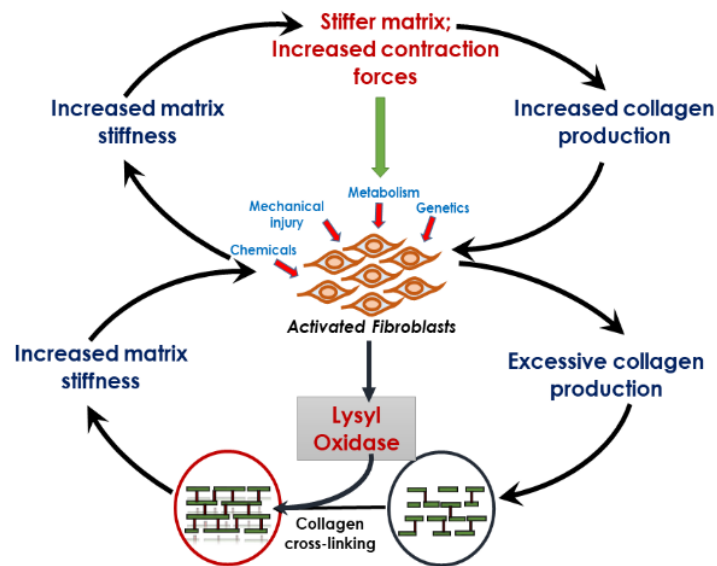 Stiffer matrix;
Increased contraction
forces
Increased matrix
stiffness
Increased collagen
production
Metabolism
Mechanical
injury
Genetics
Chemicals
Activated Fibroblasts
Increased matrix
stiffness
Excessive collagen
production
Lysyl
Oxidase
Collagen
cross-linking